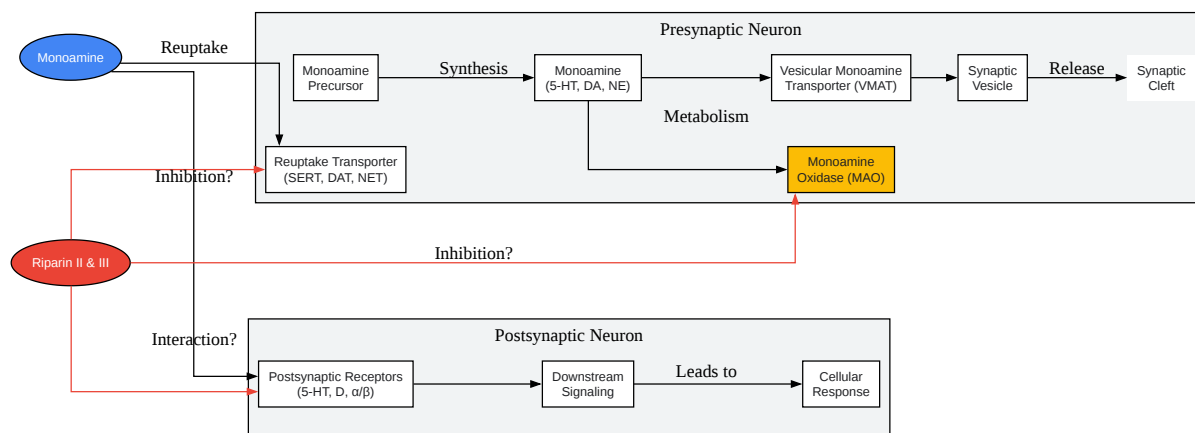 Presynaptic Neuron
Monoamine
Reuptake
Monoamine
Precursor
Synthesis
Monoamine
(5-HT, DA, NE)
Vesicular Monoamine
Transporter (VMAT)
Synaptic
Vesicle
Release
Synaptic
Cleft
Metabolism
Reuptake Transporter
(SERT, DAT, NET)
Monoamine
Oxidase (MAO)
Inhibition?
Riparin II & III
Inhibition?
Interaction?
Postsynaptic Neuron
Postsynaptic Receptors
(5-HT, D, α/β)
Downstream
Signaling
Leads to
Cellular
Response